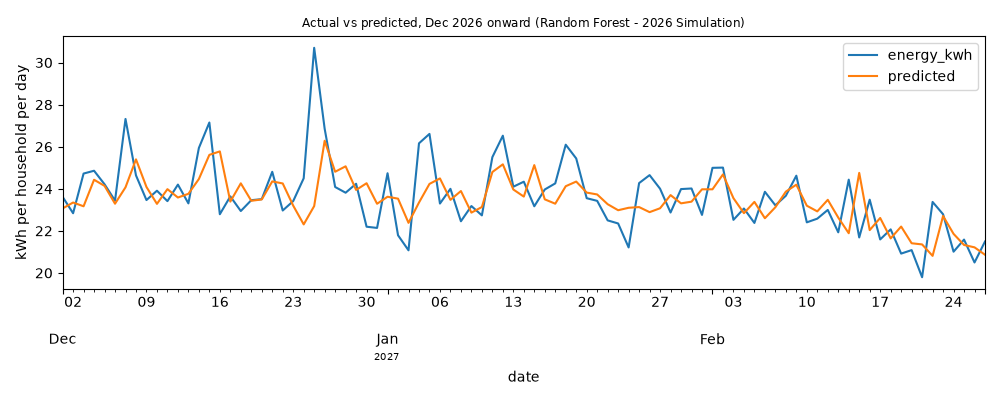 Actual vs predicted, Dec 2026 onward (Random Forest - 2026 Simulation)
energy_kwh
predicted
kWh per household per day
30
28
26
24
22
20
02 09 16 23 30 06 13 20 27 03 10 17 24
Dec Jan Feb
2027
date